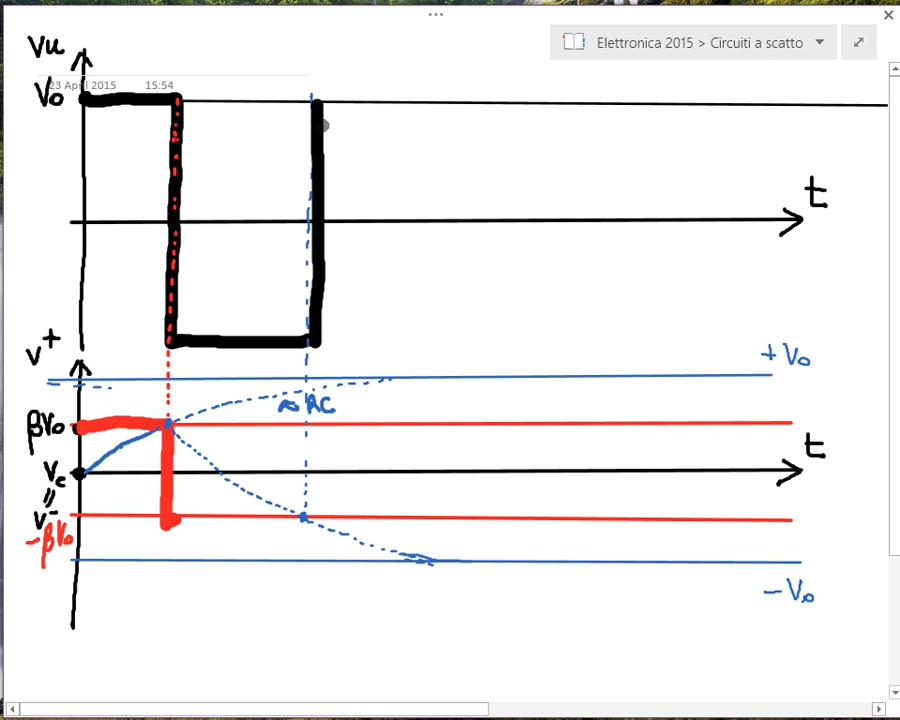 Elettronica 2015 > Circuiti a scatto
Vu
23 April 2015 15:54
Vo
t
V+
+Vo
βVo
≈RC
t
Vc
=
V-
-βVo
-Vo